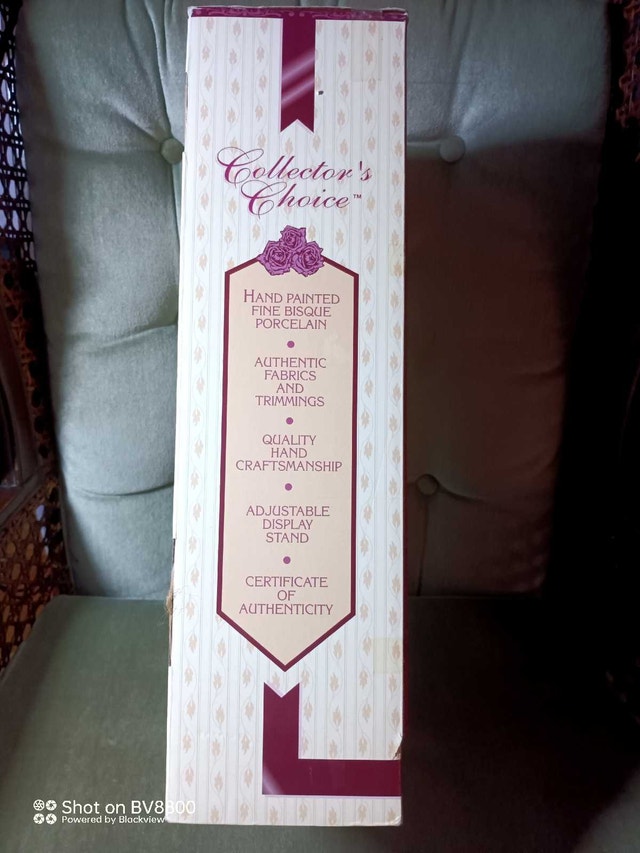 Collector's
Choice™
HAND PAINTED
FINE BISQUE
PORCELAIN
•
AUTHENTIC
FABRICS
AND
TRIMMINGS
•
QUALITY
HAND
CRAFTSMANSHIP
•
ADJUSTABLE
DISPLAY
STAND
•
CERTIFICATE
OF
AUTHENTICITY
Shot on BV8800
Powered by Blackview